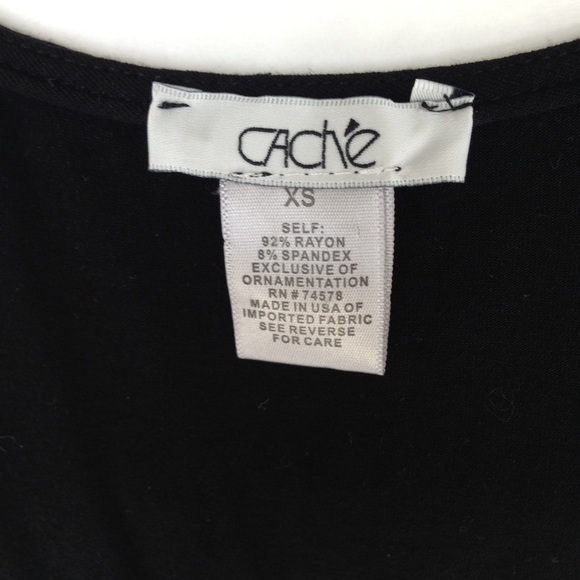 CAChé
XS
SELF:
92% RAYON
8% SPANDEX
EXCLUSIVE OF
ORNAMENTATION
RN # 74578
MADE IN USA OF
IMPORTED FABRIC
SEE REVERSE
FOR CARE